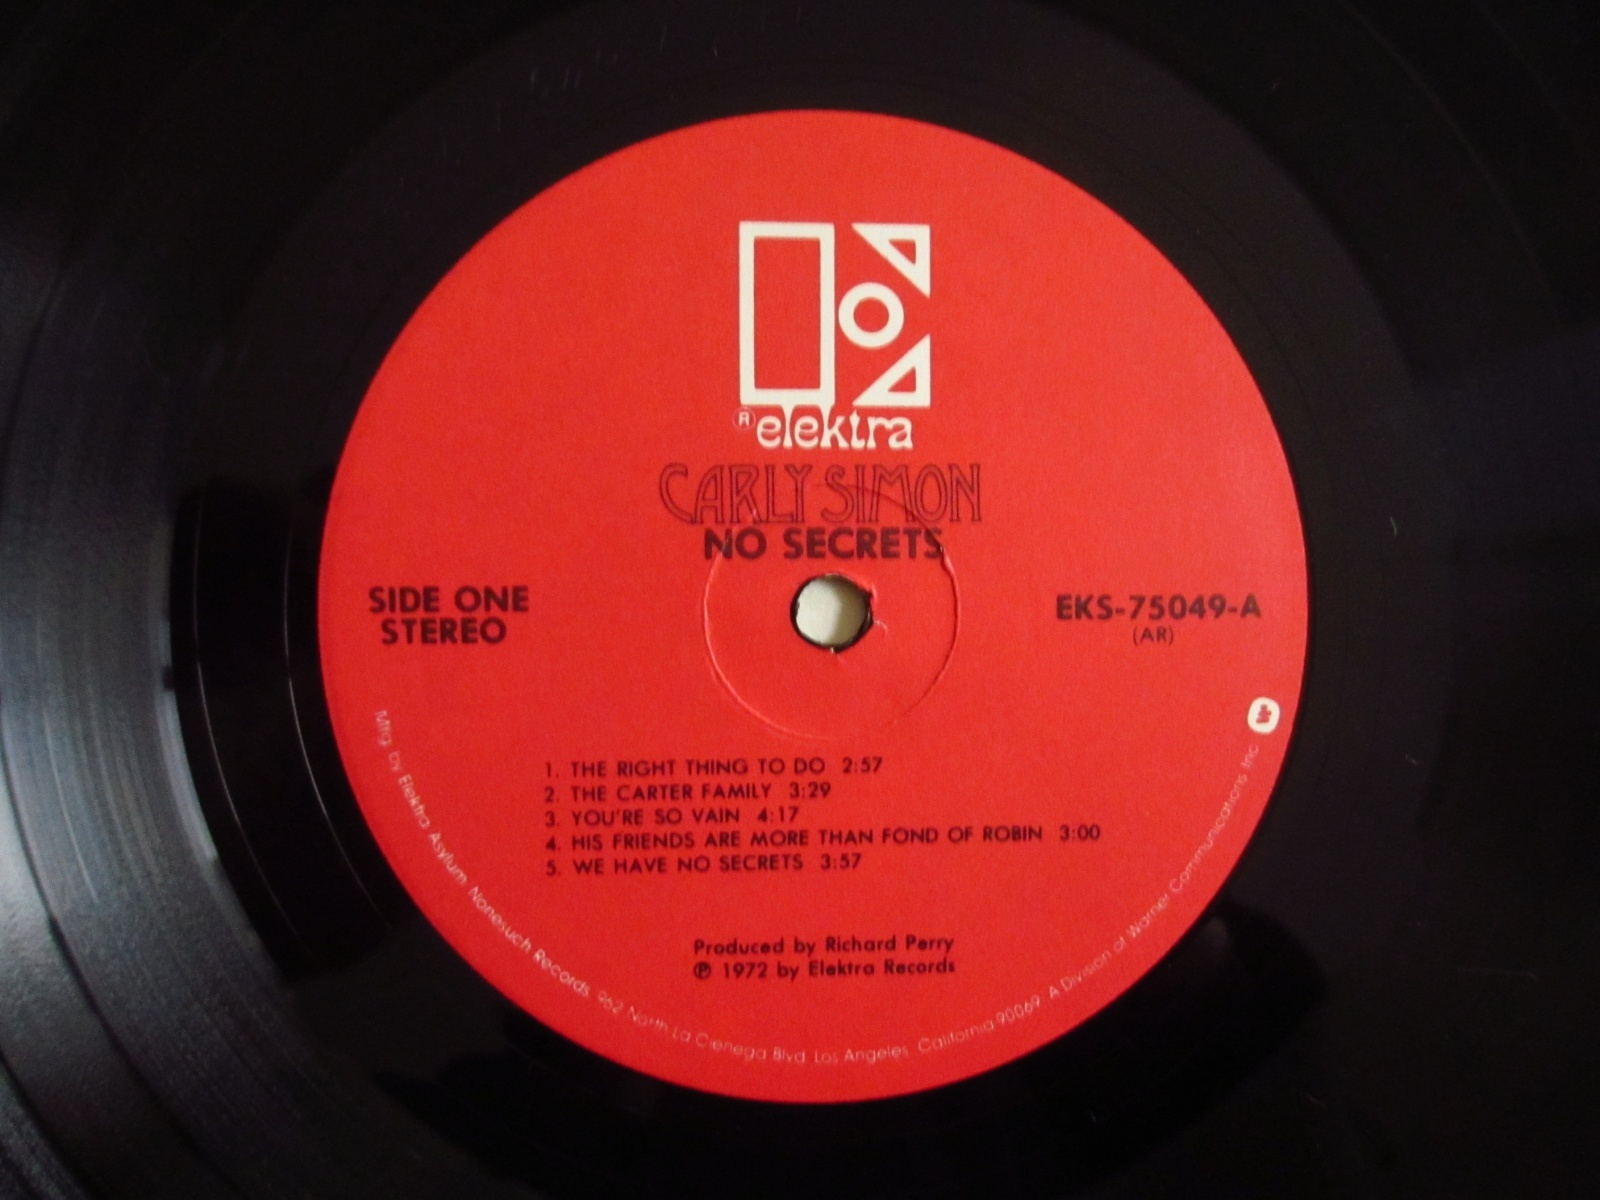 ® elektra
CARLY SIMON
NO SECRETS
SIDE ONE
STEREO
EKS-75049-A
(AR)
1. THE RIGHT THING TO DO 2:57
2. THE CARTER FAMILY 3:29
3. YOU'RE SO VAIN 4:17
4. HIS FRIENDS ARE MORE THAN FOND OF ROBIN 3:00
5. WE HAVE NO SECRETS 3:57
Produced by Richard Perry
℗ 1972 by Elektra Records
Mfg. by Elektra, Asylum, Nonesuch Records, 962 North La Cienega Blvd. Los Angeles, California 90069. A Division of Warner Communications Inc.